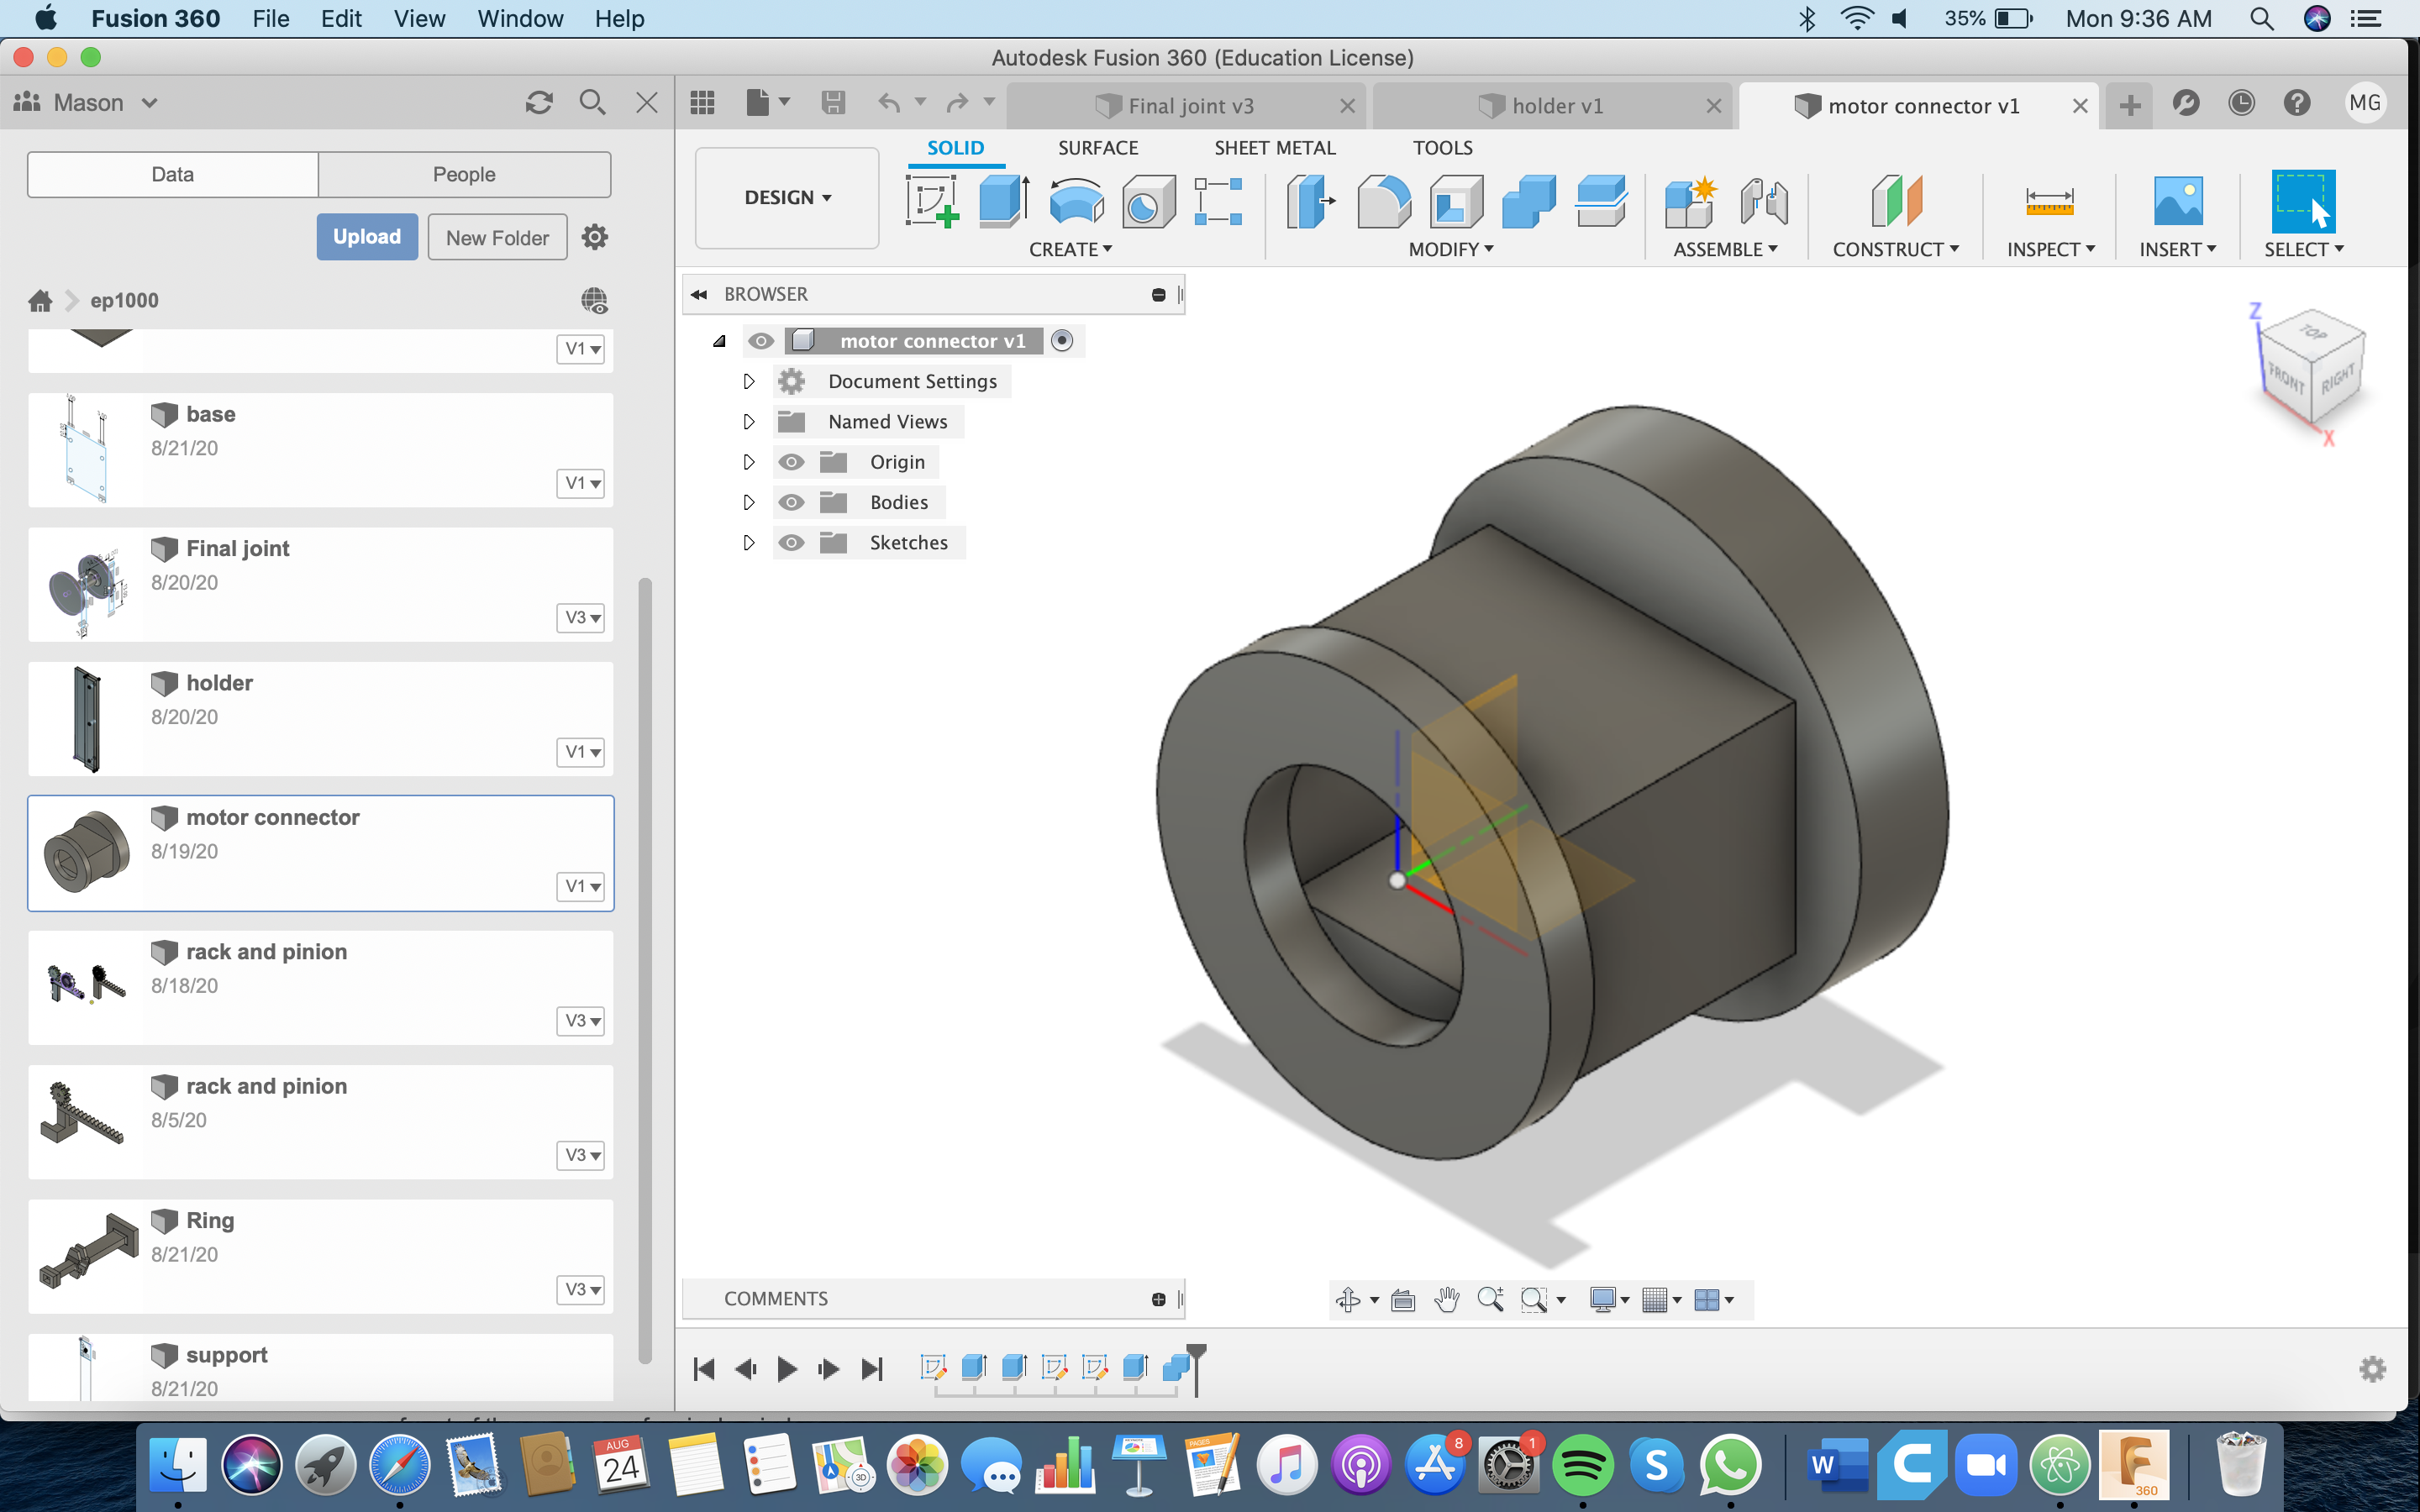 Fusion 360 File Edit View Window Help 35% Mon 9:36 AM
Autodesk Fusion 360 (Education License)
Mason
Final joint v3
holder v1
motor connector v1
MG
Data
People
Upload
New Folder
ep1000
V1
base
8/21/20
V1
Final joint
8/20/20
V3
holder
8/20/20
V1
motor connector
8/19/20
V1
rack and pinion
8/18/20
V3
rack and pinion
8/5/20
V3
Ring
8/21/20
V3
support
8/21/20
DESIGN
SOLID SURFACE SHEET METAL TOOLS
CREATE MODIFY ASSEMBLE CONSTRUCT INSPECT INSERT SELECT
BROWSER
motor connector v1
Document Settings
Named Views
Origin
Bodies
Sketches
Z
TOP
FRONT
RIGHT
X
COMMENTS
AUG
24
3D
PAGES
8
1
S
W
C
F
360